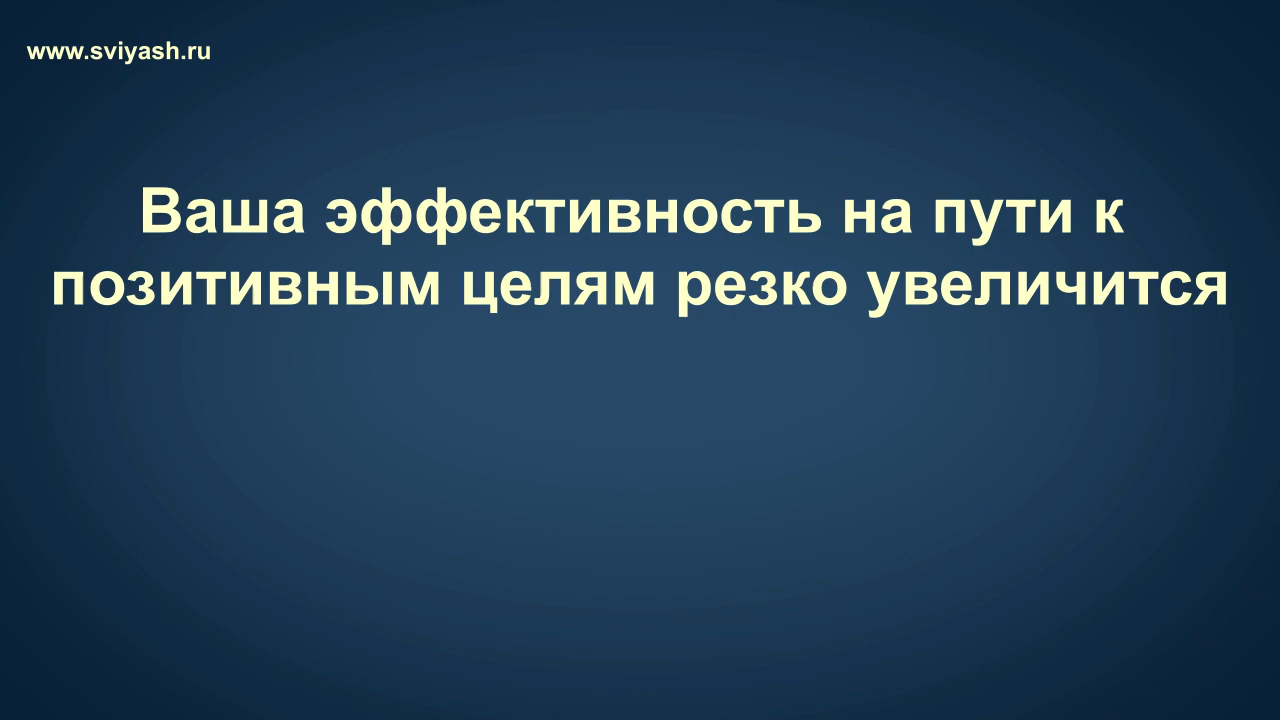 www.sviyash.ru
Ваша эффективность на пути к
позитивным целям резко увеличится